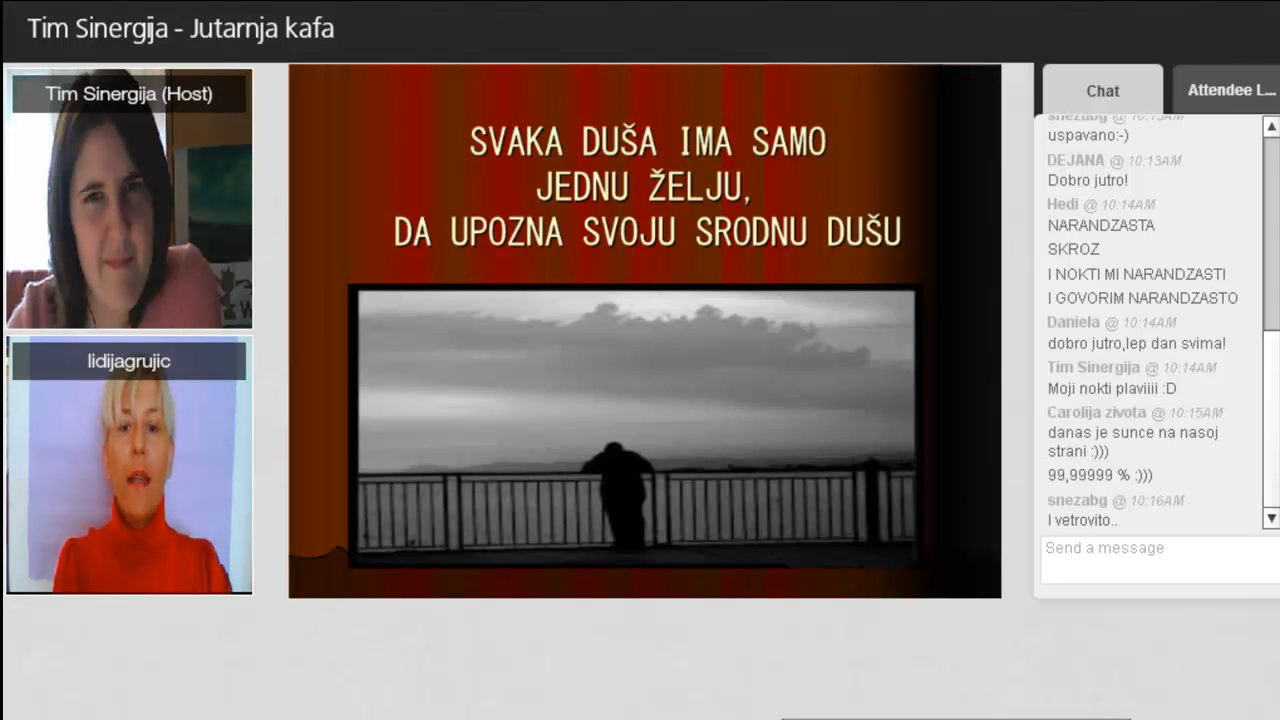 Tim Sinergija - Jutarnja kafa
Tim Sinergija (Host)
lidijagrujic
SVAKA DUŠA IMA SAMO
JEDNU ŽELJU,
DA UPOZNA SVOJU SRODNU DUŠU
Chat
Attendee L...
snezabg @ 10:13AM
uspavano:-)
DEJANA @ 10:13AM
Dobro jutro!
Hedi @ 10:14AM
NARANDZASTA
SKROZ
I NOKTI MI NARANDZASTI
I GOVORIM NARANDZASTO
Daniela @ 10:14AM
dobro jutro,lep dan svima!
Tim Sinergija @ 10:14AM
Moji nokti plaviiii :D
Carolija zivota @ 10:15AM
danas je sunce na nasoj
strani :)))
99,99999 % :)))
snezabg @ 10:16AM
I vetrovito..
Send a message